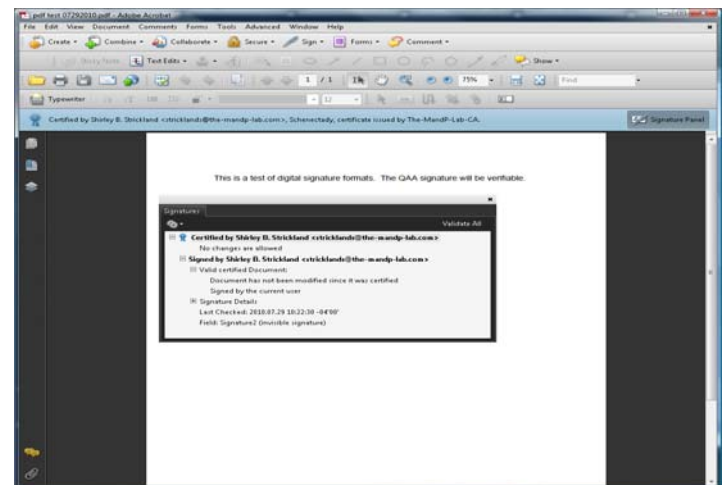 pdf test 07292010.pdf - Adobe Acrobat
File Edit View Document Comments Forms Tools Advanced Window Help
Create Combine Collaborate Secure Sign Forms Comment
Sticky Note Text Edits Show
1 / 1 75% Find
Typewriter 12
Certified by Shirley B. Strickland <stricklands@the-mandp-lab.com>, Schenectady, certificate issued by The-MandP-Lab-CA.
Signature Panel
This is a test of digital signature formats. The QAA signature will be verifiable.
Signatures
Validate All
Certified by Shirley B. Strickland <stricklands@the-mandp-lab.com>
No changes are allowed
Signed by Shirley B. Strickland <stricklands@the-mandp-lab.com>
Valid certified Document:
Document has not been modified since it was certified
Signed by the current user
Signature Details
Last Checked: 2010.07.29 10:22:30 -04'00'
Field: Signature2 (invisible signature)